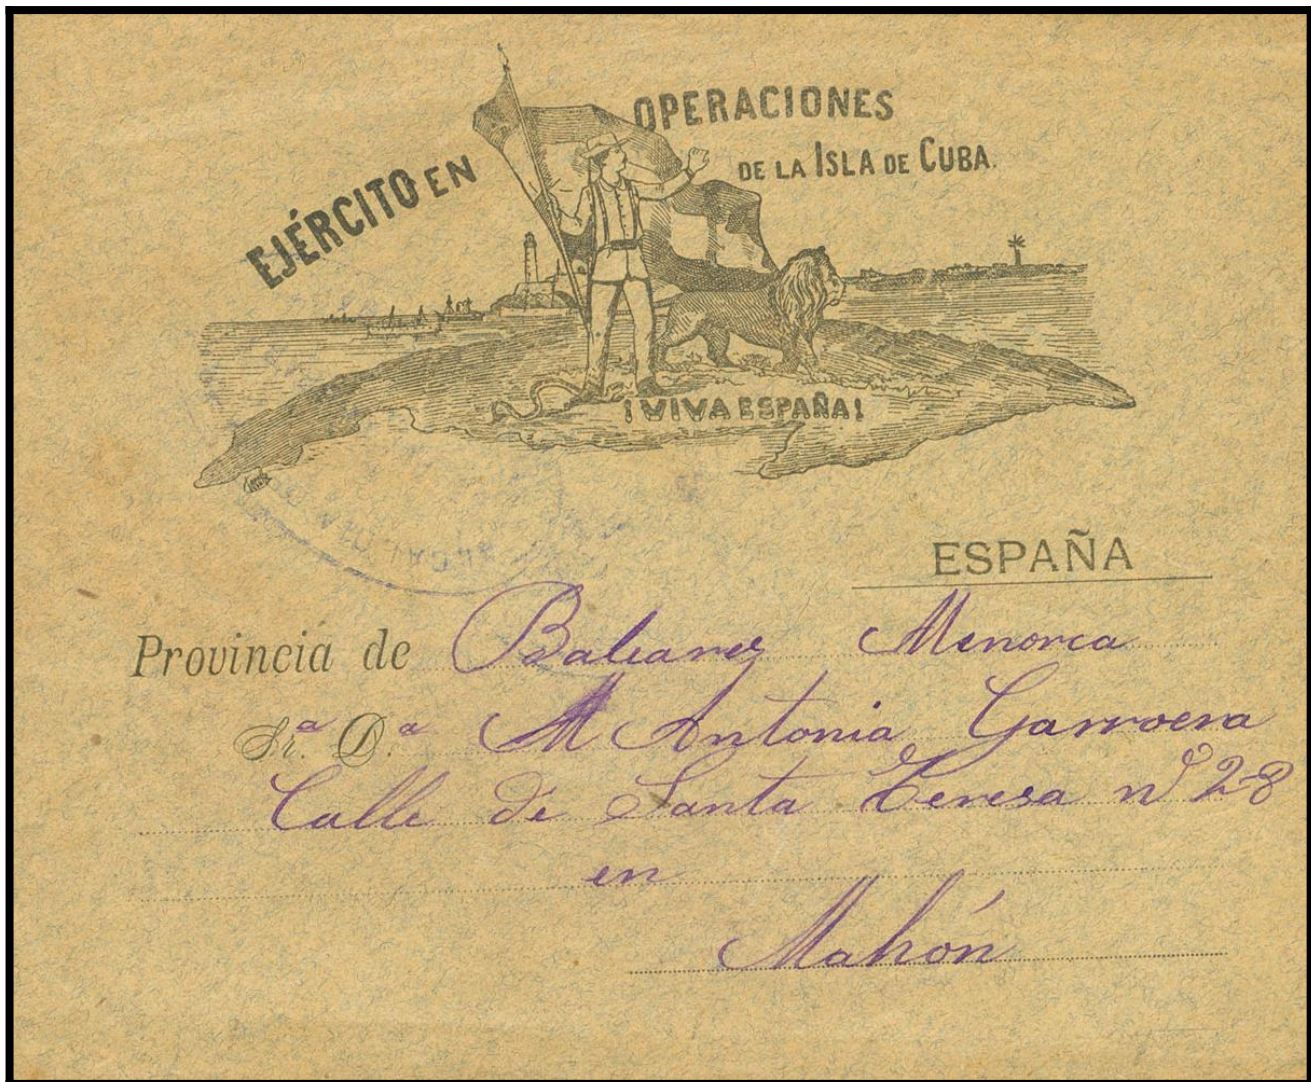 EJÉRCITO EN OPERACIONES
DE LA ISLA DE CUBA.
¡VIVA ESPAÑA!
ESPAÑA
Provincia de Baleares Menorca
Sr.ª D.ª M Antonia
Calle de Santa Teresa nº 28
en
Mahón